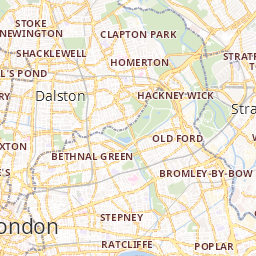 STOKE
NEWINGTON
CLAPTON PARK
SHACKLEWELL
HOMERTON
Dalston
HACKNEY WICK
OLD FORD
BETHNAL GREEN
BROMLEY-BY-BOW
STEPNEY
RATCLIFFE
POPLAR